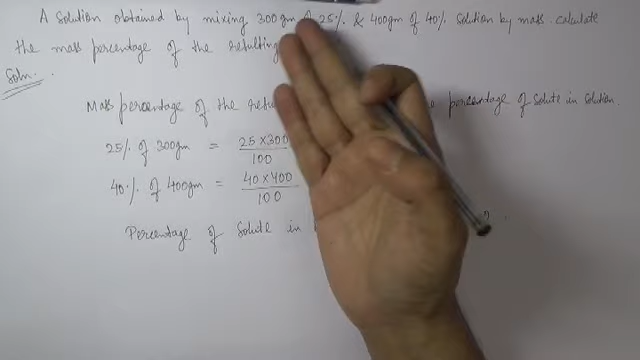 A solution obtained by mixing 300gm of 25% & 400gm of 40% solution by mass. calculate
the mass percentage of the resulting
Soln.
Mass percentage of the percentage of solute in solution.
25% of 300gm = 25 × 300 / 100
40% of 400gm = 40 × 400 / 100
Percentage of solute in ?